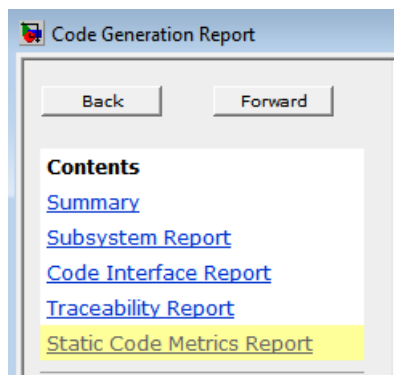 Code Generation Report
Back Forward
Contents
Summary
Subsystem Report
Code Interface Report
Traceability Report
Static Code Metrics Report